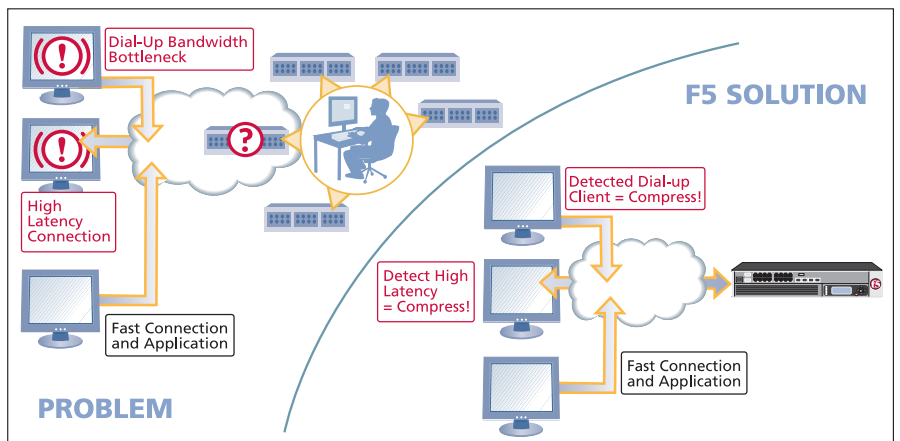 Dial-Up Bandwidth
Bottleneck
?
High
Latency
Connection
Fast Connection
and Application
PROBLEM
F5 SOLUTION
Detected Dial-up
Client = Compress!
Detect High
Latency
= Compress!
f5
Fast Connection
and Application